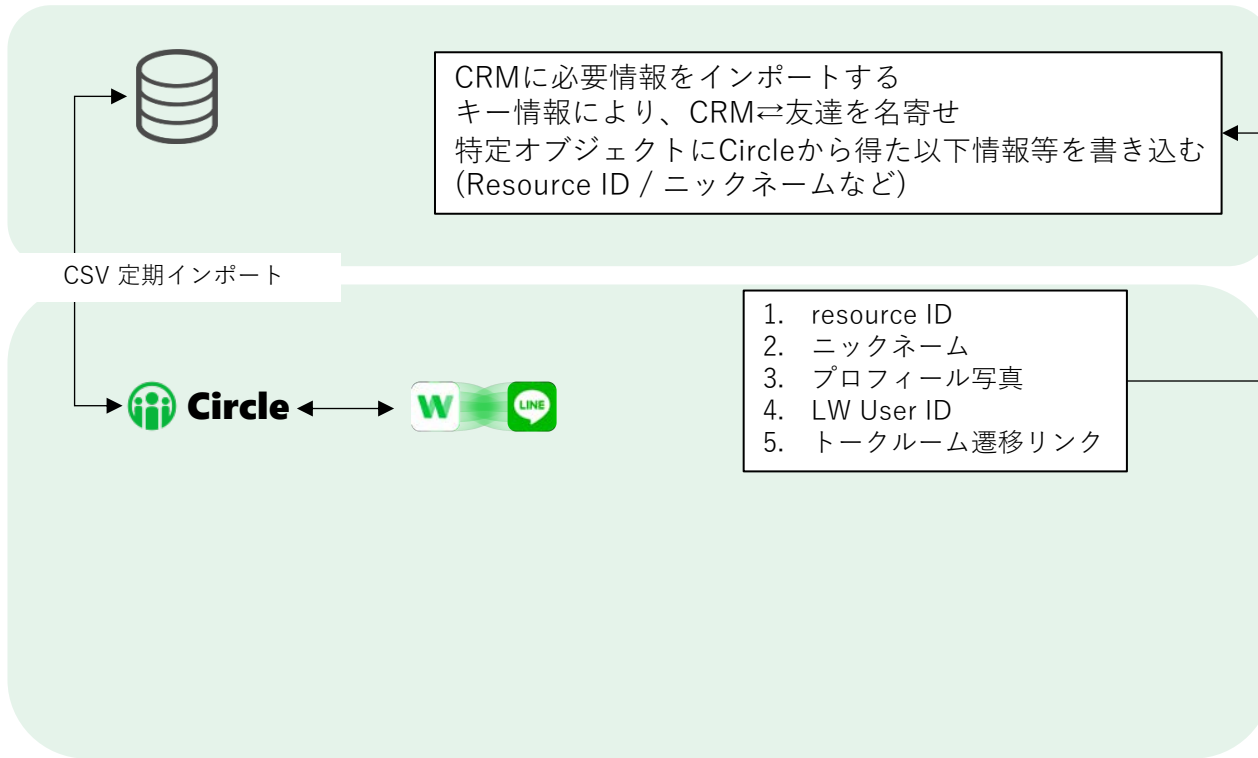 CRMに必要情報をインポートする
キー情報により、CRM⇄友達を名寄せ
特定オブジェクトにCircleから得た以下情報等を書き込む
(Resource ID / ニックネームなど)
CSV 定期インポート
1. resource ID
2. ニックネーム
3. プロフィール写真
4. LW User ID
5. トークルーム遷移リンク
Circle
W
LINE